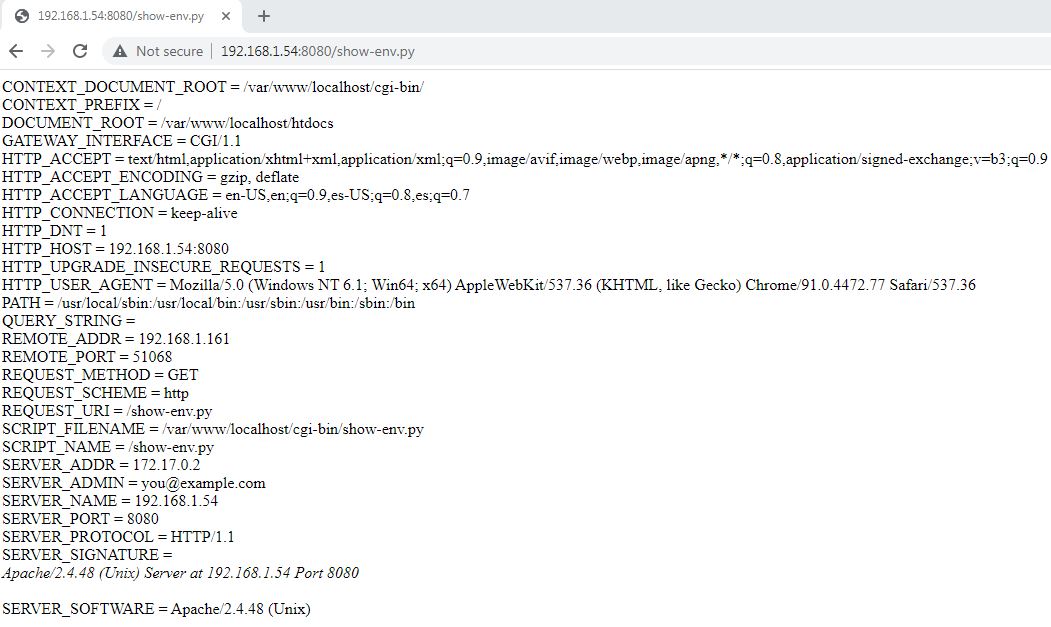 192.168.1.54:8080/show-env.py
Not secure | 192.168.1.54:8080/show-env.py
CONTEXT_DOCUMENT_ROOT = /var/www/localhost/cgi-bin/
CONTEXT_PREFIX = /
DOCUMENT_ROOT = /var/www/localhost/htdocs
GATEWAY_INTERFACE = CGI/1.1
HTTP_ACCEPT = text/html,application/xhtml+xml,application/xml;q=0.9,image/avif,image/webp,image/apng,*/*;q=0.8,application/signed-exchange;v=b3;q=0.9
HTTP_ACCEPT_ENCODING = gzip, deflate
HTTP_ACCEPT_LANGUAGE = en-US,en;q=0.9,es-US;q=0.8,es;q=0.7
HTTP_CONNECTION = keep-alive
HTTP_DNT = 1
HTTP_HOST = 192.168.1.54:8080
HTTP_UPGRADE_INSECURE_REQUESTS = 1
HTTP_USER_AGENT = Mozilla/5.0 (Windows NT 6.1; Win64; x64) AppleWebKit/537.36 (KHTML, like Gecko) Chrome/91.0.4472.77 Safari/537.36
PATH = /usr/local/sbin:/usr/local/bin:/usr/sbin:/usr/bin:/sbin:/bin
QUERY_STRING =
REMOTE_ADDR = 192.168.1.161
REMOTE_PORT = 51068
REQUEST_METHOD = GET
REQUEST_SCHEME = http
REQUEST_URI = /show-env.py
SCRIPT_FILENAME = /var/www/localhost/cgi-bin/show-env.py
SCRIPT_NAME = /show-env.py
SERVER_ADDR = 172.17.0.2
SERVER_ADMIN = you@example.com
SERVER_NAME = 192.168.1.54
SERVER_PORT = 8080
SERVER_PROTOCOL = HTTP/1.1
SERVER_SIGNATURE =
Apache/2.4.48 (Unix) Server at 192.168.1.54 Port 8080
SERVER_SOFTWARE = Apache/2.4.48 (Unix)